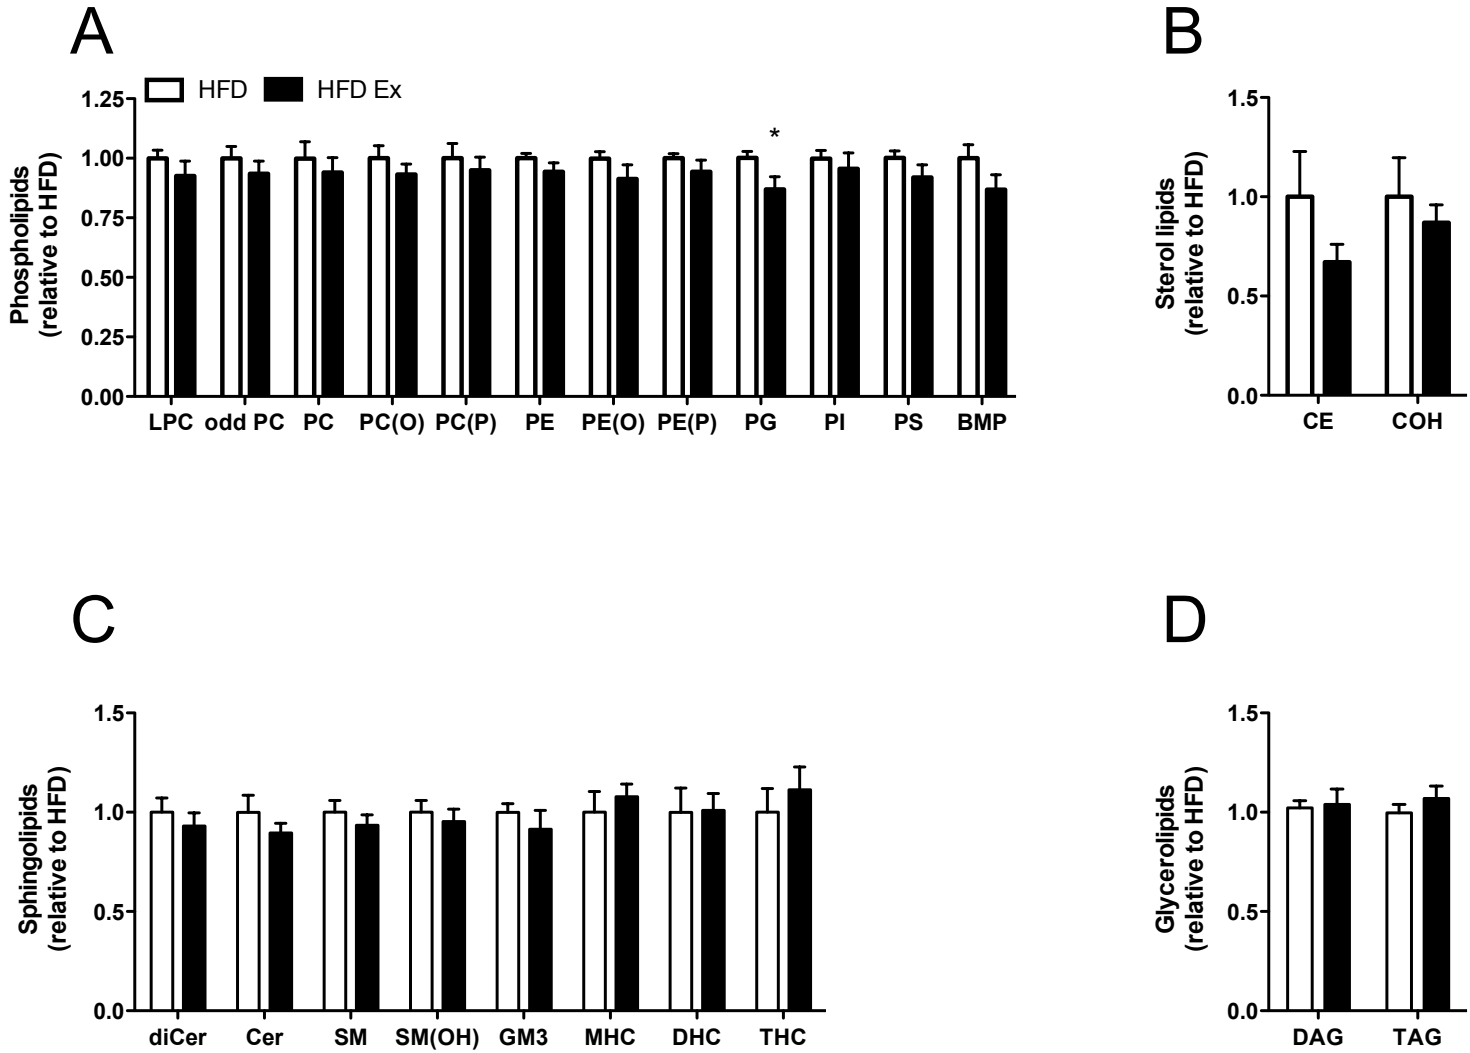 A
HFD HFD Ex
Phospholipids
(relative to HFD)
1.25
1.00
0.75
0.50
0.25
0.00
*
LPC odd PC PC PC(O) PC(P) PE PE(O) PE(P) PG PI PS BMP
B
Sterol lipids
(relative to HFD)
1.5
1.0
0.5
0.0
CE COH
C
Sphingolipids
(relative to HFD)
1.5
1.0
0.5
0.0
diCer Cer SM SM(OH) GM3 MHC DHC THC
D
Glycerolipids
(relative to HFD)
1.5
1.0
0.5
0.0
DAG TAG